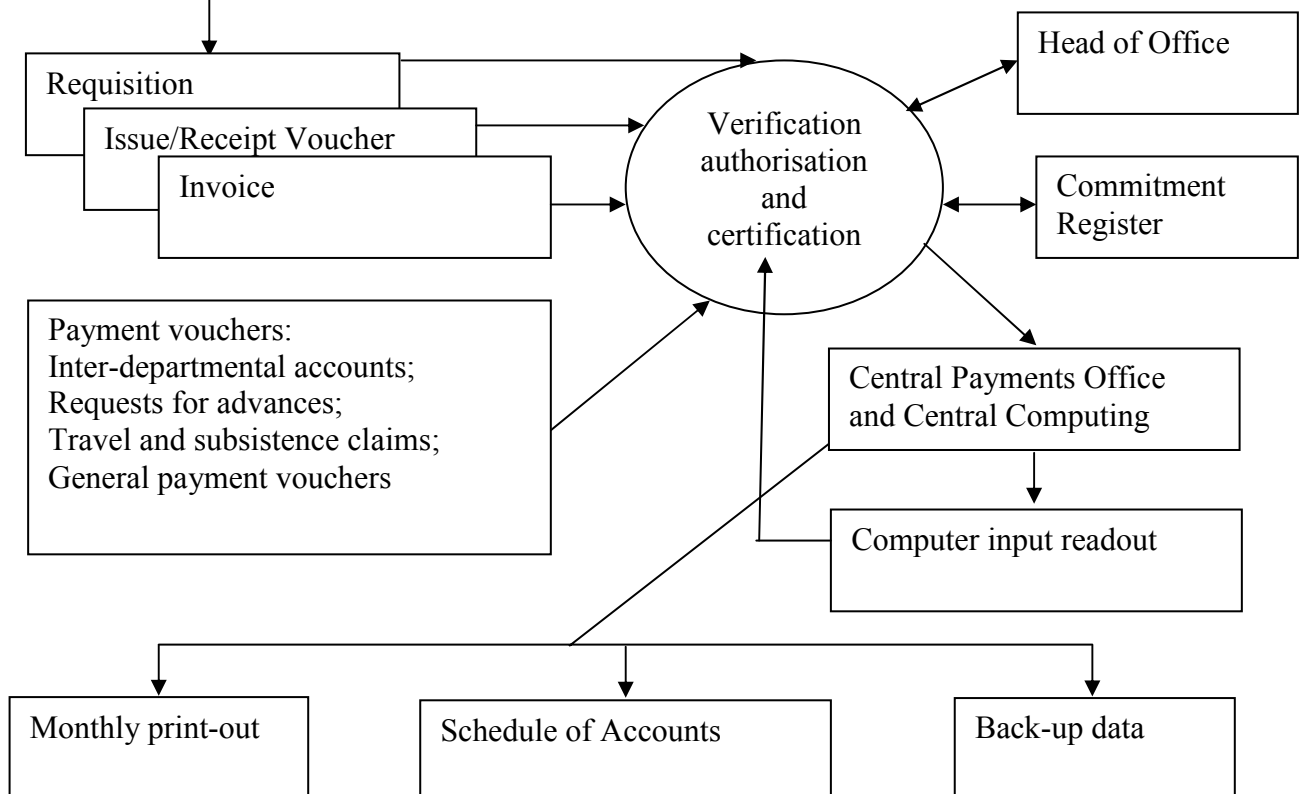 Requisition
Issue/Receipt Voucher
Invoice
Verification
authorisation
and
certification
Head of Office
Commitment
Register
Payment vouchers:
Inter-departmental accounts;
Requests for advances;
Travel and subsistence claims;
General payment vouchers
Central Payments Office
and Central Computing
Computer input readout
Monthly print-out
Schedule of Accounts
Back-up data